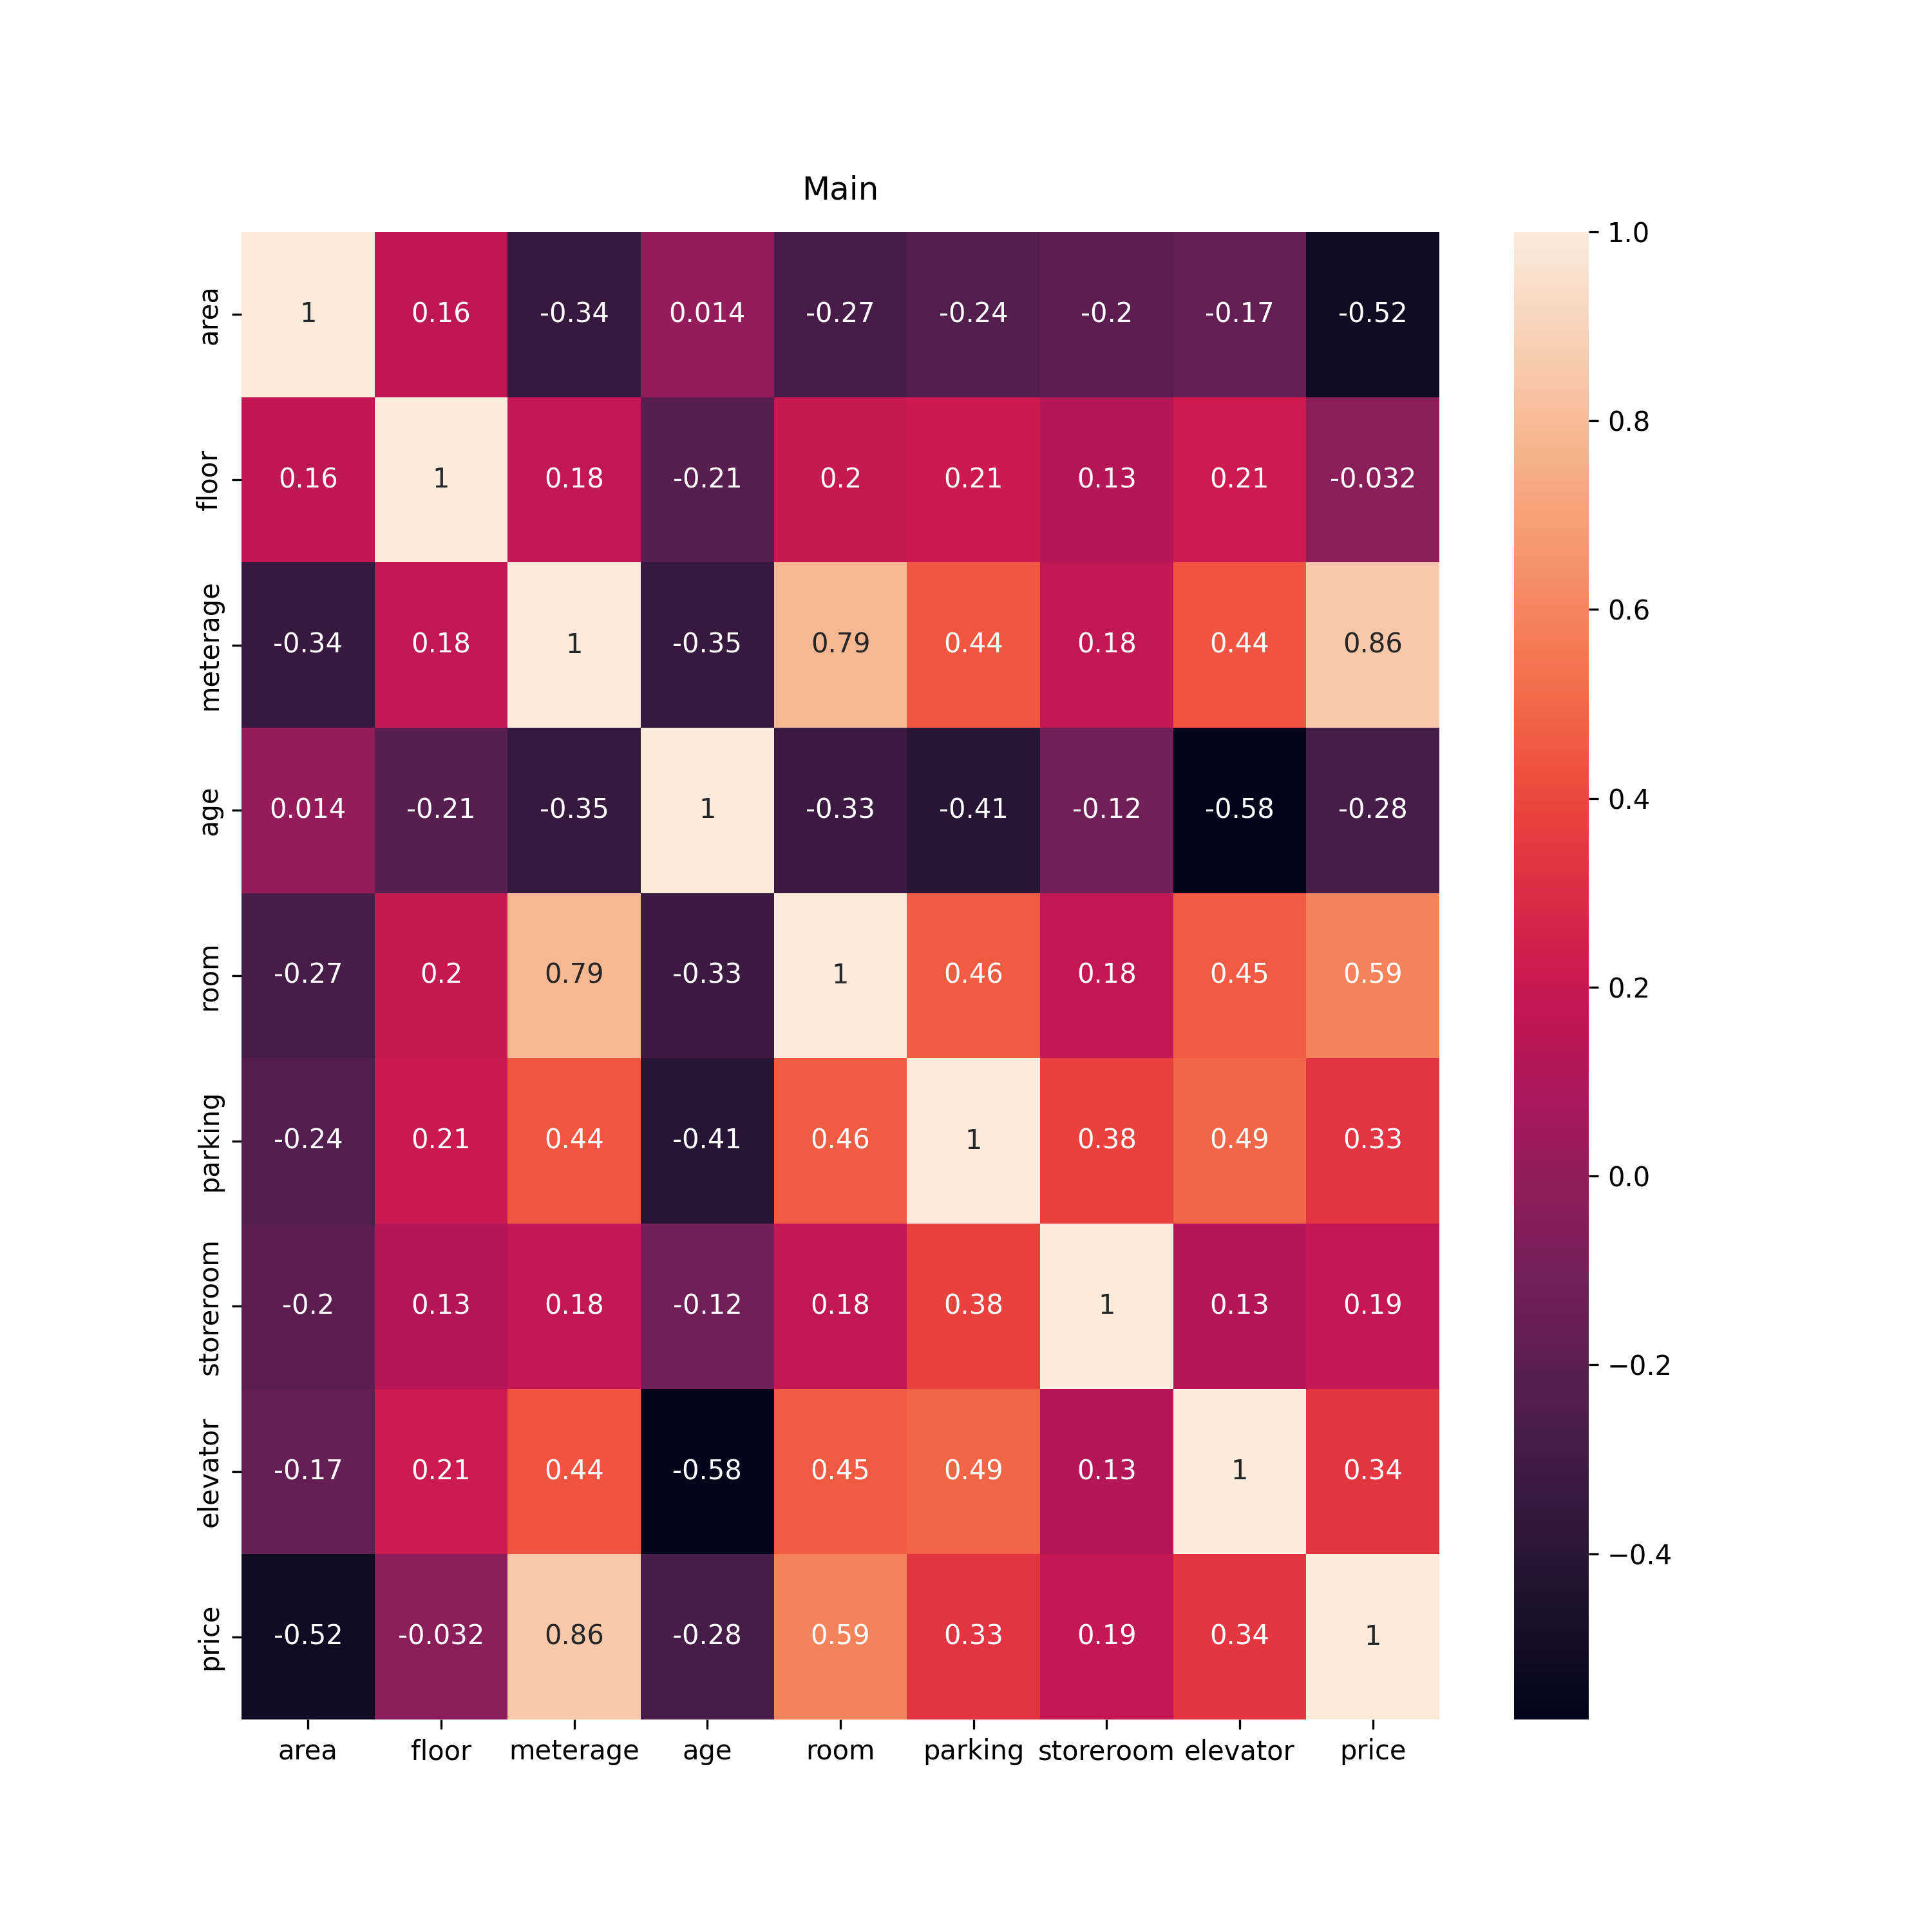 Main
area 1 0.16 -0.34 0.014 -0.27 -0.24 -0.2 -0.17 -0.52
floor 0.16 1 0.18 -0.21 0.2 0.21 0.13 0.21 -0.032
meterage -0.34 0.18 1 -0.35 0.79 0.44 0.18 0.44 0.86
age 0.014 -0.21 -0.35 1 -0.33 -0.41 -0.12 -0.58 -0.28
room -0.27 0.2 0.79 -0.33 1 0.46 0.18 0.45 0.59
parking -0.24 0.21 0.44 -0.41 0.46 1 0.38 0.49 0.33
storeroom -0.2 0.13 0.18 -0.12 0.18 0.38 1 0.13 0.19
elevator -0.17 0.21 0.44 -0.58 0.45 0.49 0.13 1 0.34
price -0.52 -0.032 0.86 -0.28 0.59 0.33 0.19 0.34 1
area floor meterage age room parking storeroom elevator price
1.0
0.8
0.6
0.4
0.2
0.0
−0.2
−0.4